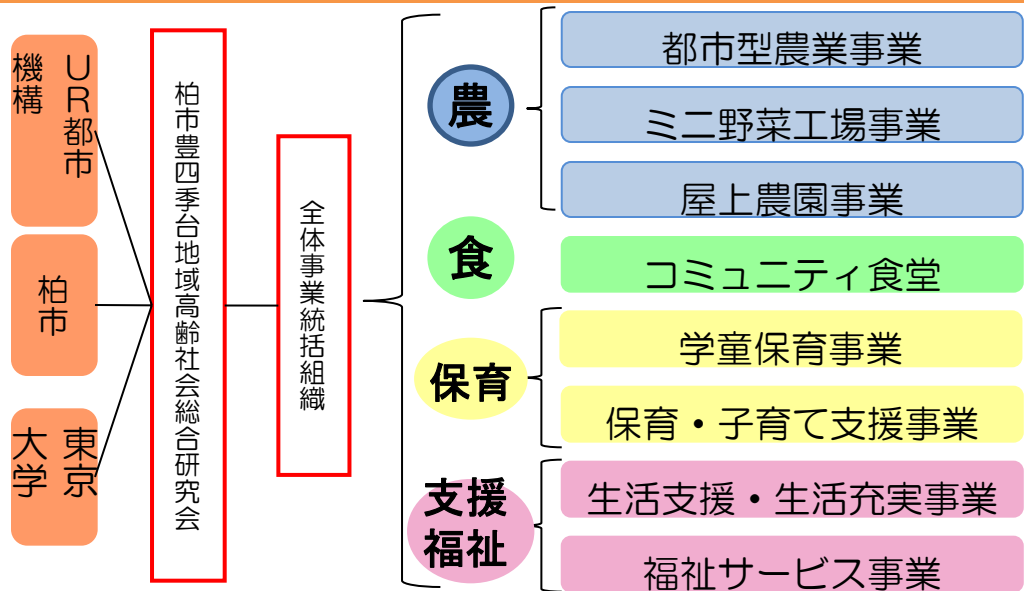 UR都市
機構
柏市
東京
大学
柏市豊四季台地域高齢社会総合研究会
全体事業統括組織
農
都市型農業事業
ミニ野菜工場事業
屋上農園事業
食
コミュニティ食堂
保育
学童保育事業
保育・子育て支援事業
支援
福祉
生活支援・生活充実事業
福祉サービス事業